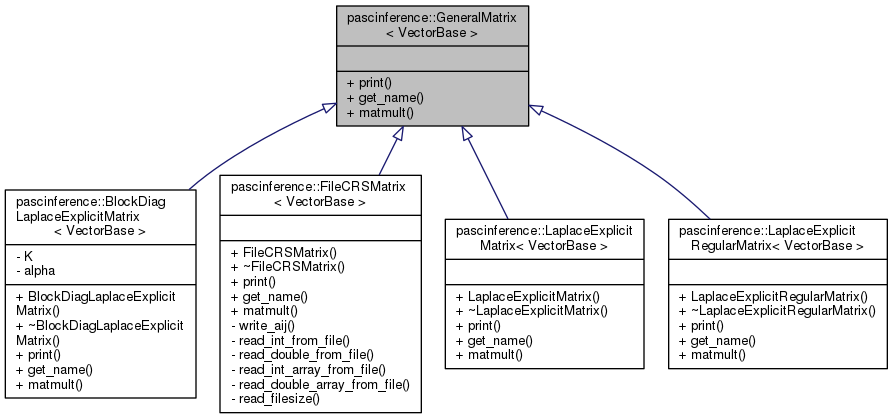 pascinference::GeneralMatrix
< VectorBase >
+ print()
+ get_name()
+ matmult()
pascinference::BlockDiag
LaplaceExplicitMatrix
< VectorBase >
- K
- alpha
+ BlockDiagLaplaceExplicit
Matrix()
+ ~BlockDiagLaplaceExplicit
Matrix()
+ print()
+ get_name()
+ matmult()
pascinference::FileCRSMatrix
< VectorBase >
+ FileCRSMatrix()
+ ~FileCRSMatrix()
+ print()
+ get_name()
+ matmult()
- write_aij()
- read_int_from_file()
- read_double_from_file()
- read_int_array_from_file()
- read_double_array_from_file()
- read_filesize()
pascinference::LaplaceExplicit
Matrix< VectorBase >
+ LaplaceExplicitMatrix()
+ ~LaplaceExplicitMatrix()
+ print()
+ get_name()
+ matmult()
pascinference::LaplaceExplicit
RegularMatrix< VectorBase >
+ LaplaceExplicitRegularMatrix()
+ ~LaplaceExplicitRegularMatrix()
+ print()
+ get_name()
+ matmult()